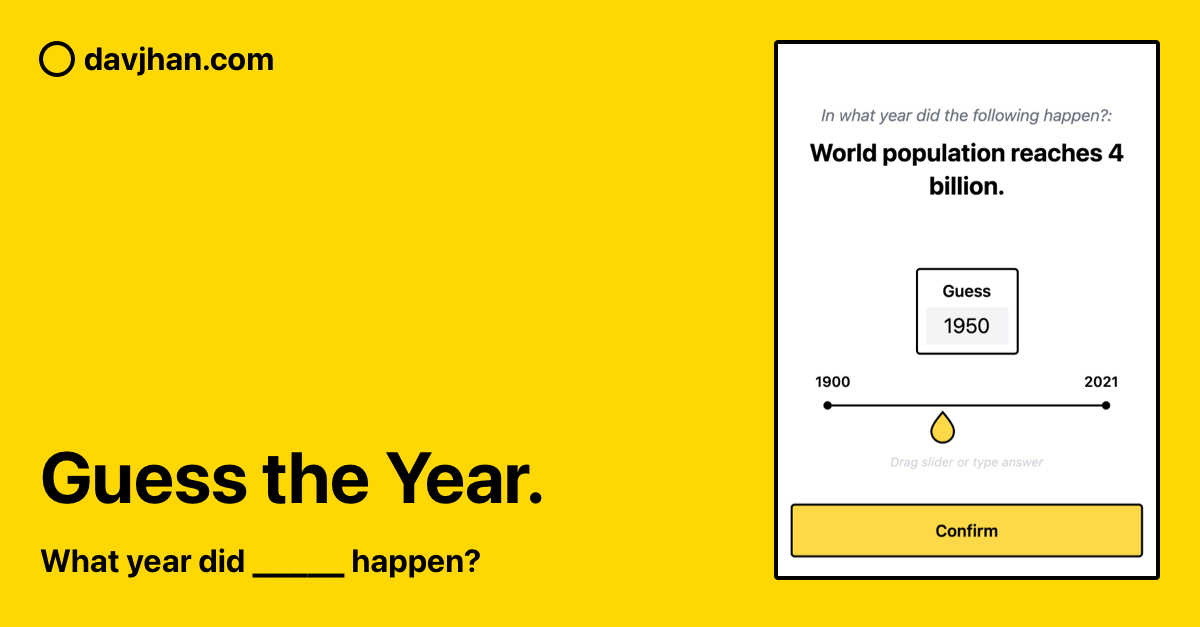 davjhan.com
In what year did the following happen?:
World population reaches 4
billion.
Guess
1950
1900
2021
Drag slider or type answer
Confirm
Guess the Year.
What year did _____ happen?